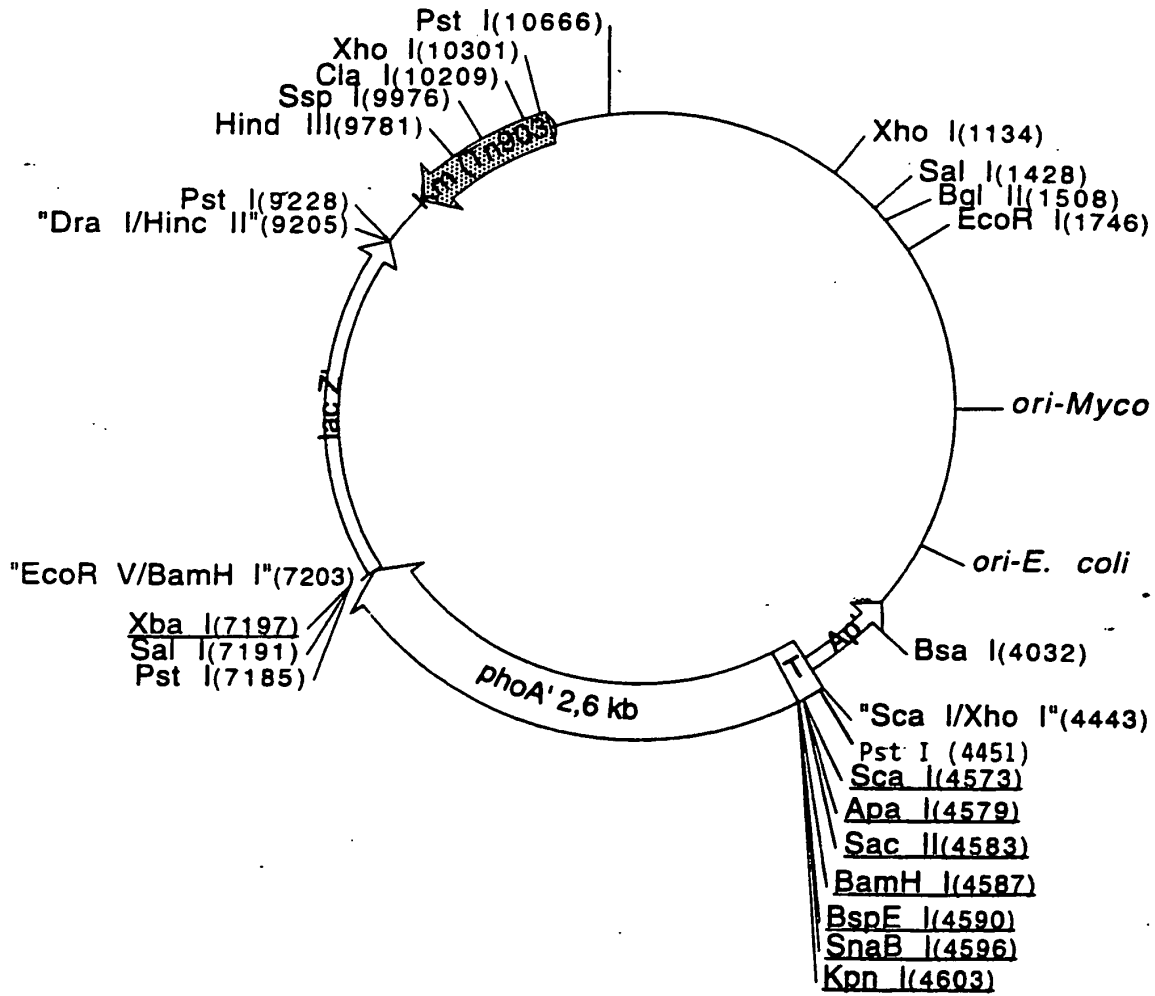 Pst I(10666)
Xho I(10301)
Cla I(10209)
Ssp I(9976)
Hind III(9781)
Pst I(9228)
"Dra I/Hinc II"(9205)
Xho I(1134)
Sal I(1428)
Bgl II(1508)
EcoR I(1746)
ori-Myco
ori-E. coli
Bsa I(4032)
"Sca I/Xho I"(4443)
Pst I (4451)
Sca I(4573)
Apa I(4579)
Sac II(4583)
BamH I(4587)
BspE I(4590)
SnaB I(4596)
Kpn I(4603)
"EcoR V/BamH I"(7203)
Xba I(7197)
Sal I(7191)
Pst I(7185)
lac Z'
phoA' 2,6 kb
T
Ap'